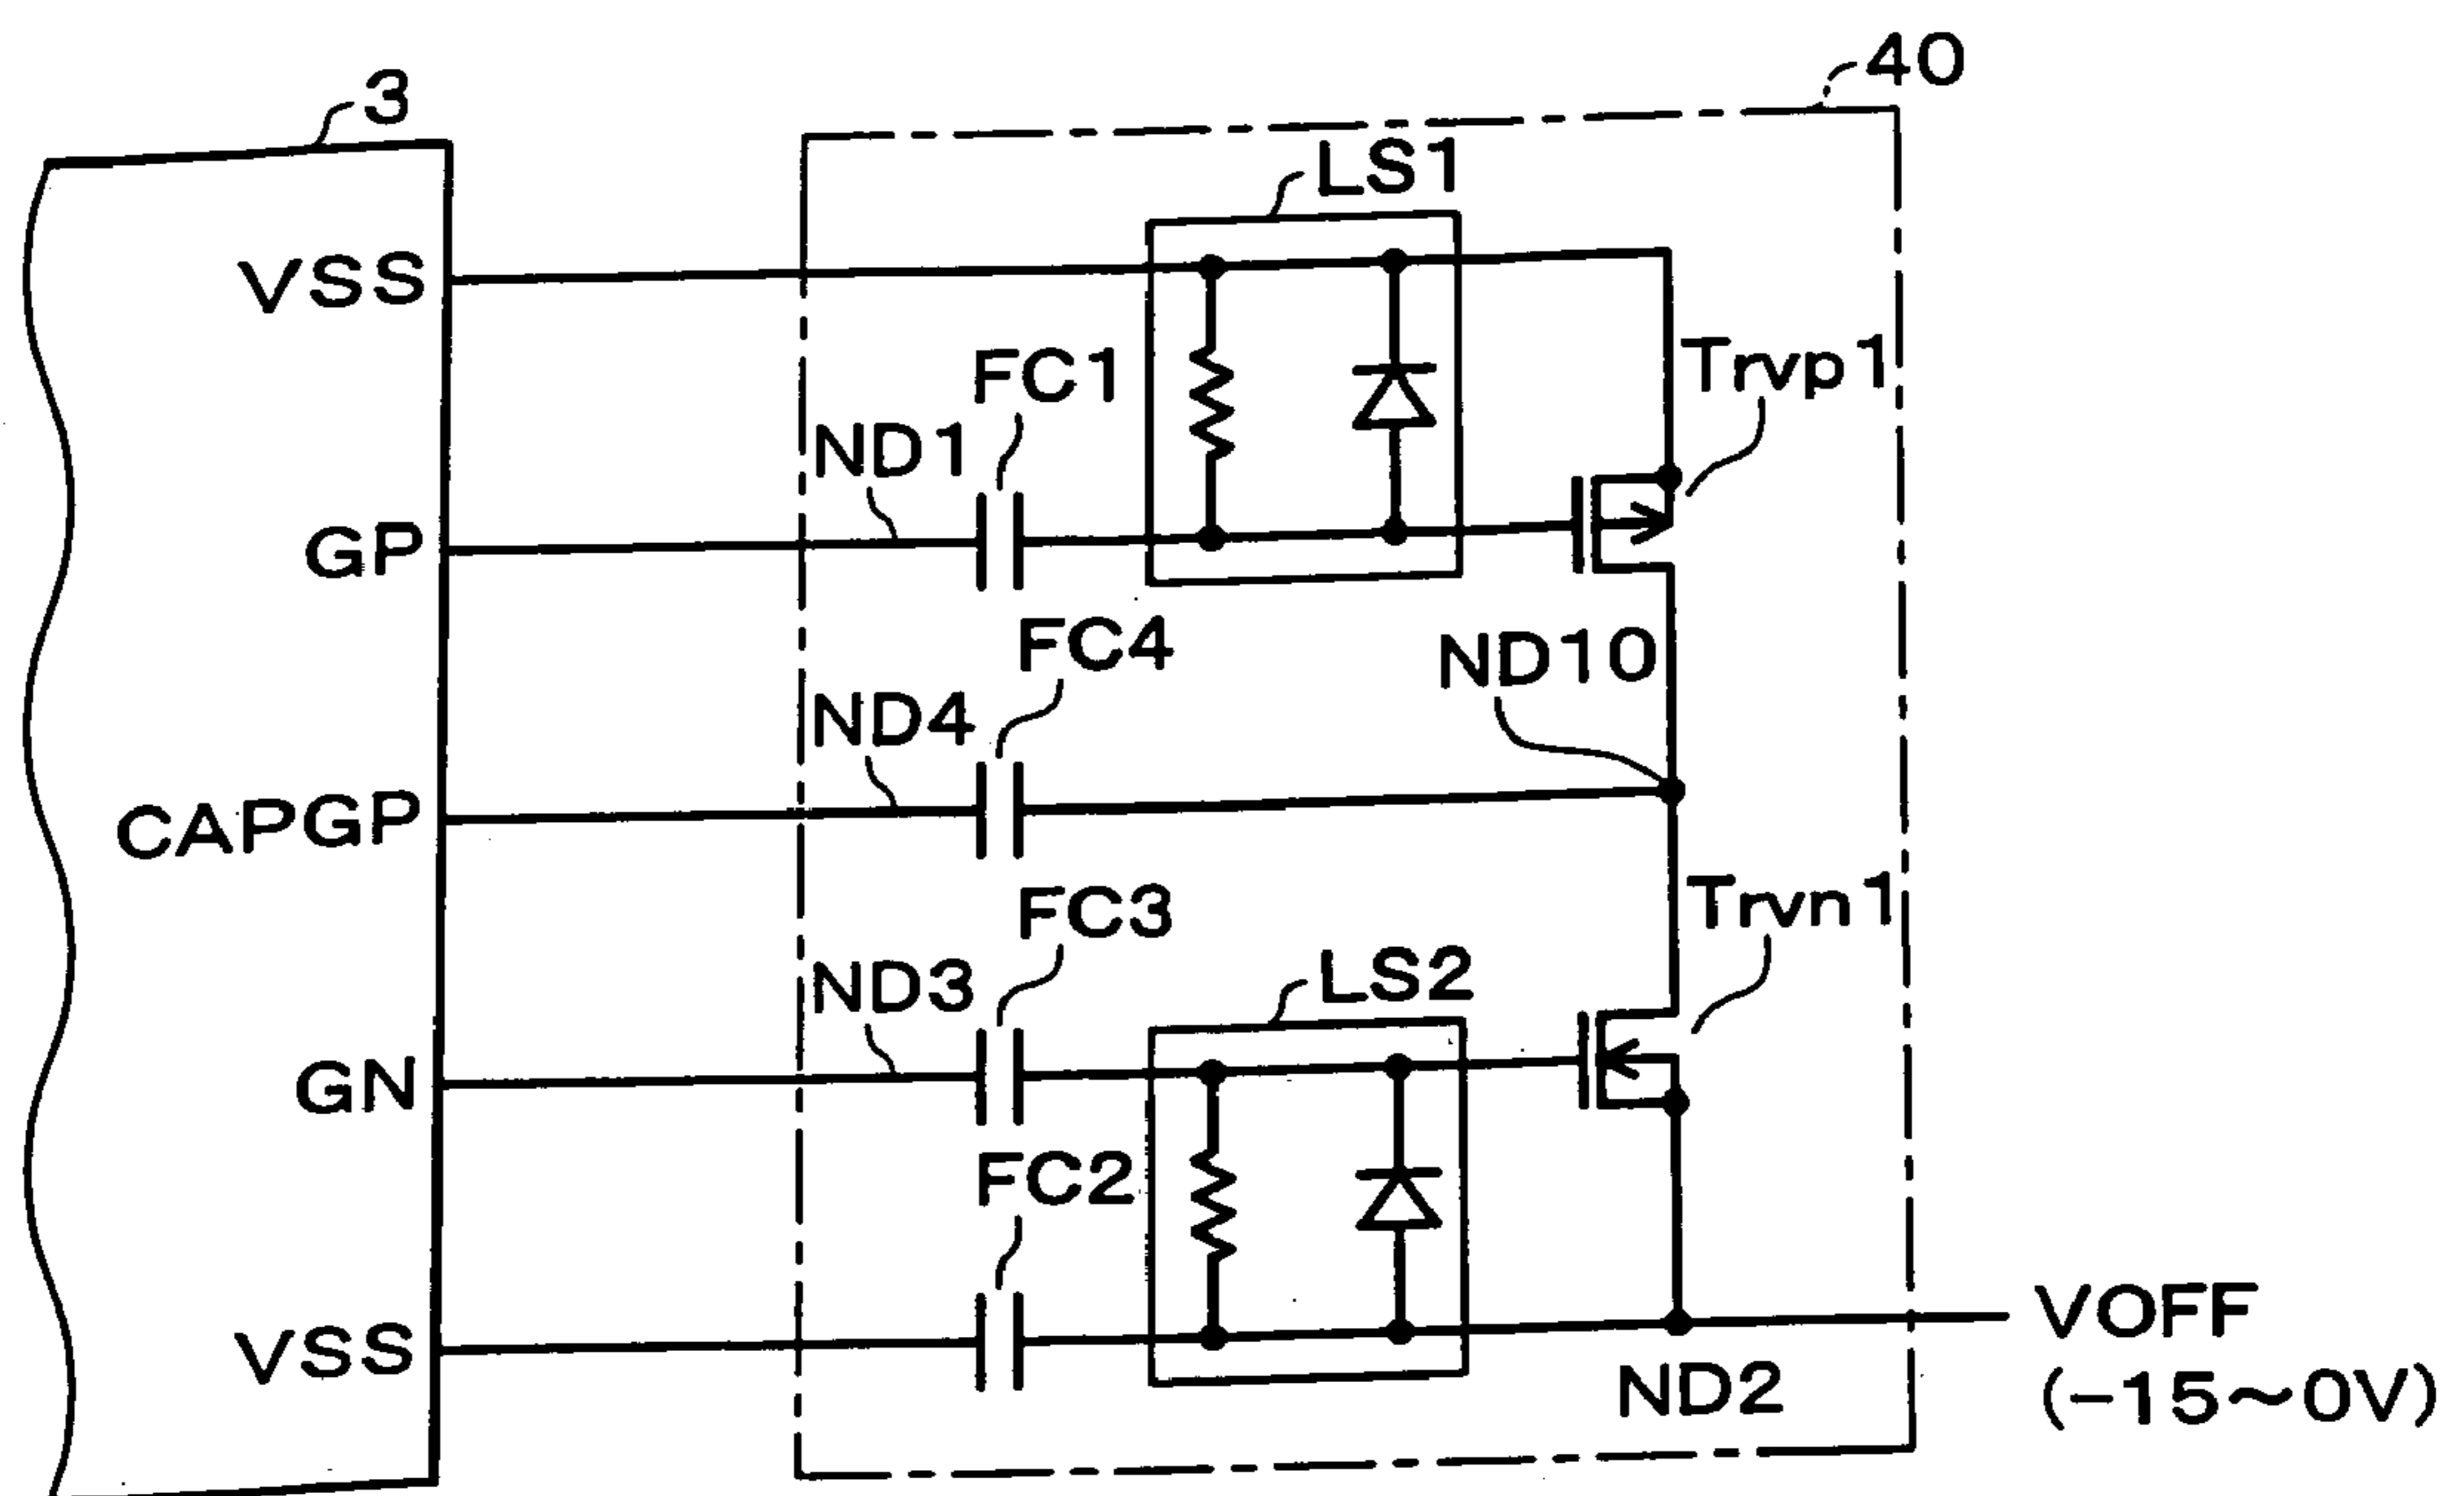 40
3
LS1
VSS
FC1
Trvp1
ND1
GP
FC4
ND10
ND4
CAPGP
FC3
Trvn1
ND3
LS2
GN
FC2
VSS
VOFF
ND2
(-15~0V)